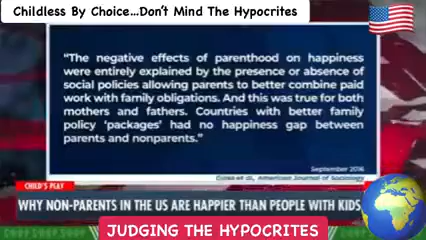 Childless By Choice...Don't Mind The Hypocrites
“The negative effects of parenthood on happiness
were entirely explained by the presence or absence of
social policies allowing parents to better combine paid
work with family obligations. And this was true for both
mothers and fathers. Countries with better family
policy ‘packages’ had no happiness gap between
parents and nonparents.”
September 2016
Glass et al., American Journal of Sociology
CHILD'S PLAY
WHY NON-PARENTS IN THE US ARE HAPPIER THAN PEOPLE WITH KIDS
JUDGING THE HYPOCRITES